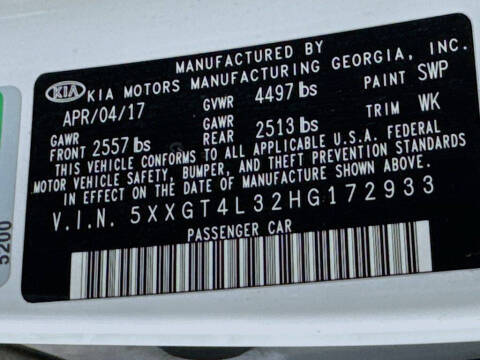 MANUFACTURED BY
KIA KIA MOTORS MANUFACTURING GEORGIA, INC.
APR/04/17 GVWR 4497 lbs PAINT SWP
GAWR FRONT 2557 lbs GAWR REAR 2513 lbs TRIM WK
THIS VEHICLE CONFORMS TO ALL APPLICABLE U.S.A. FEDERAL
MOTOR VEHICLE SAFETY, BUMPER, AND THEFT PREVENTION STANDARDS
IN EFFECT ON THE DATE OF MANUFACTURE SHOWN ABOVE.
V.I.N. 5XXGT4L32HG172933
PASSENGER CAR
5200